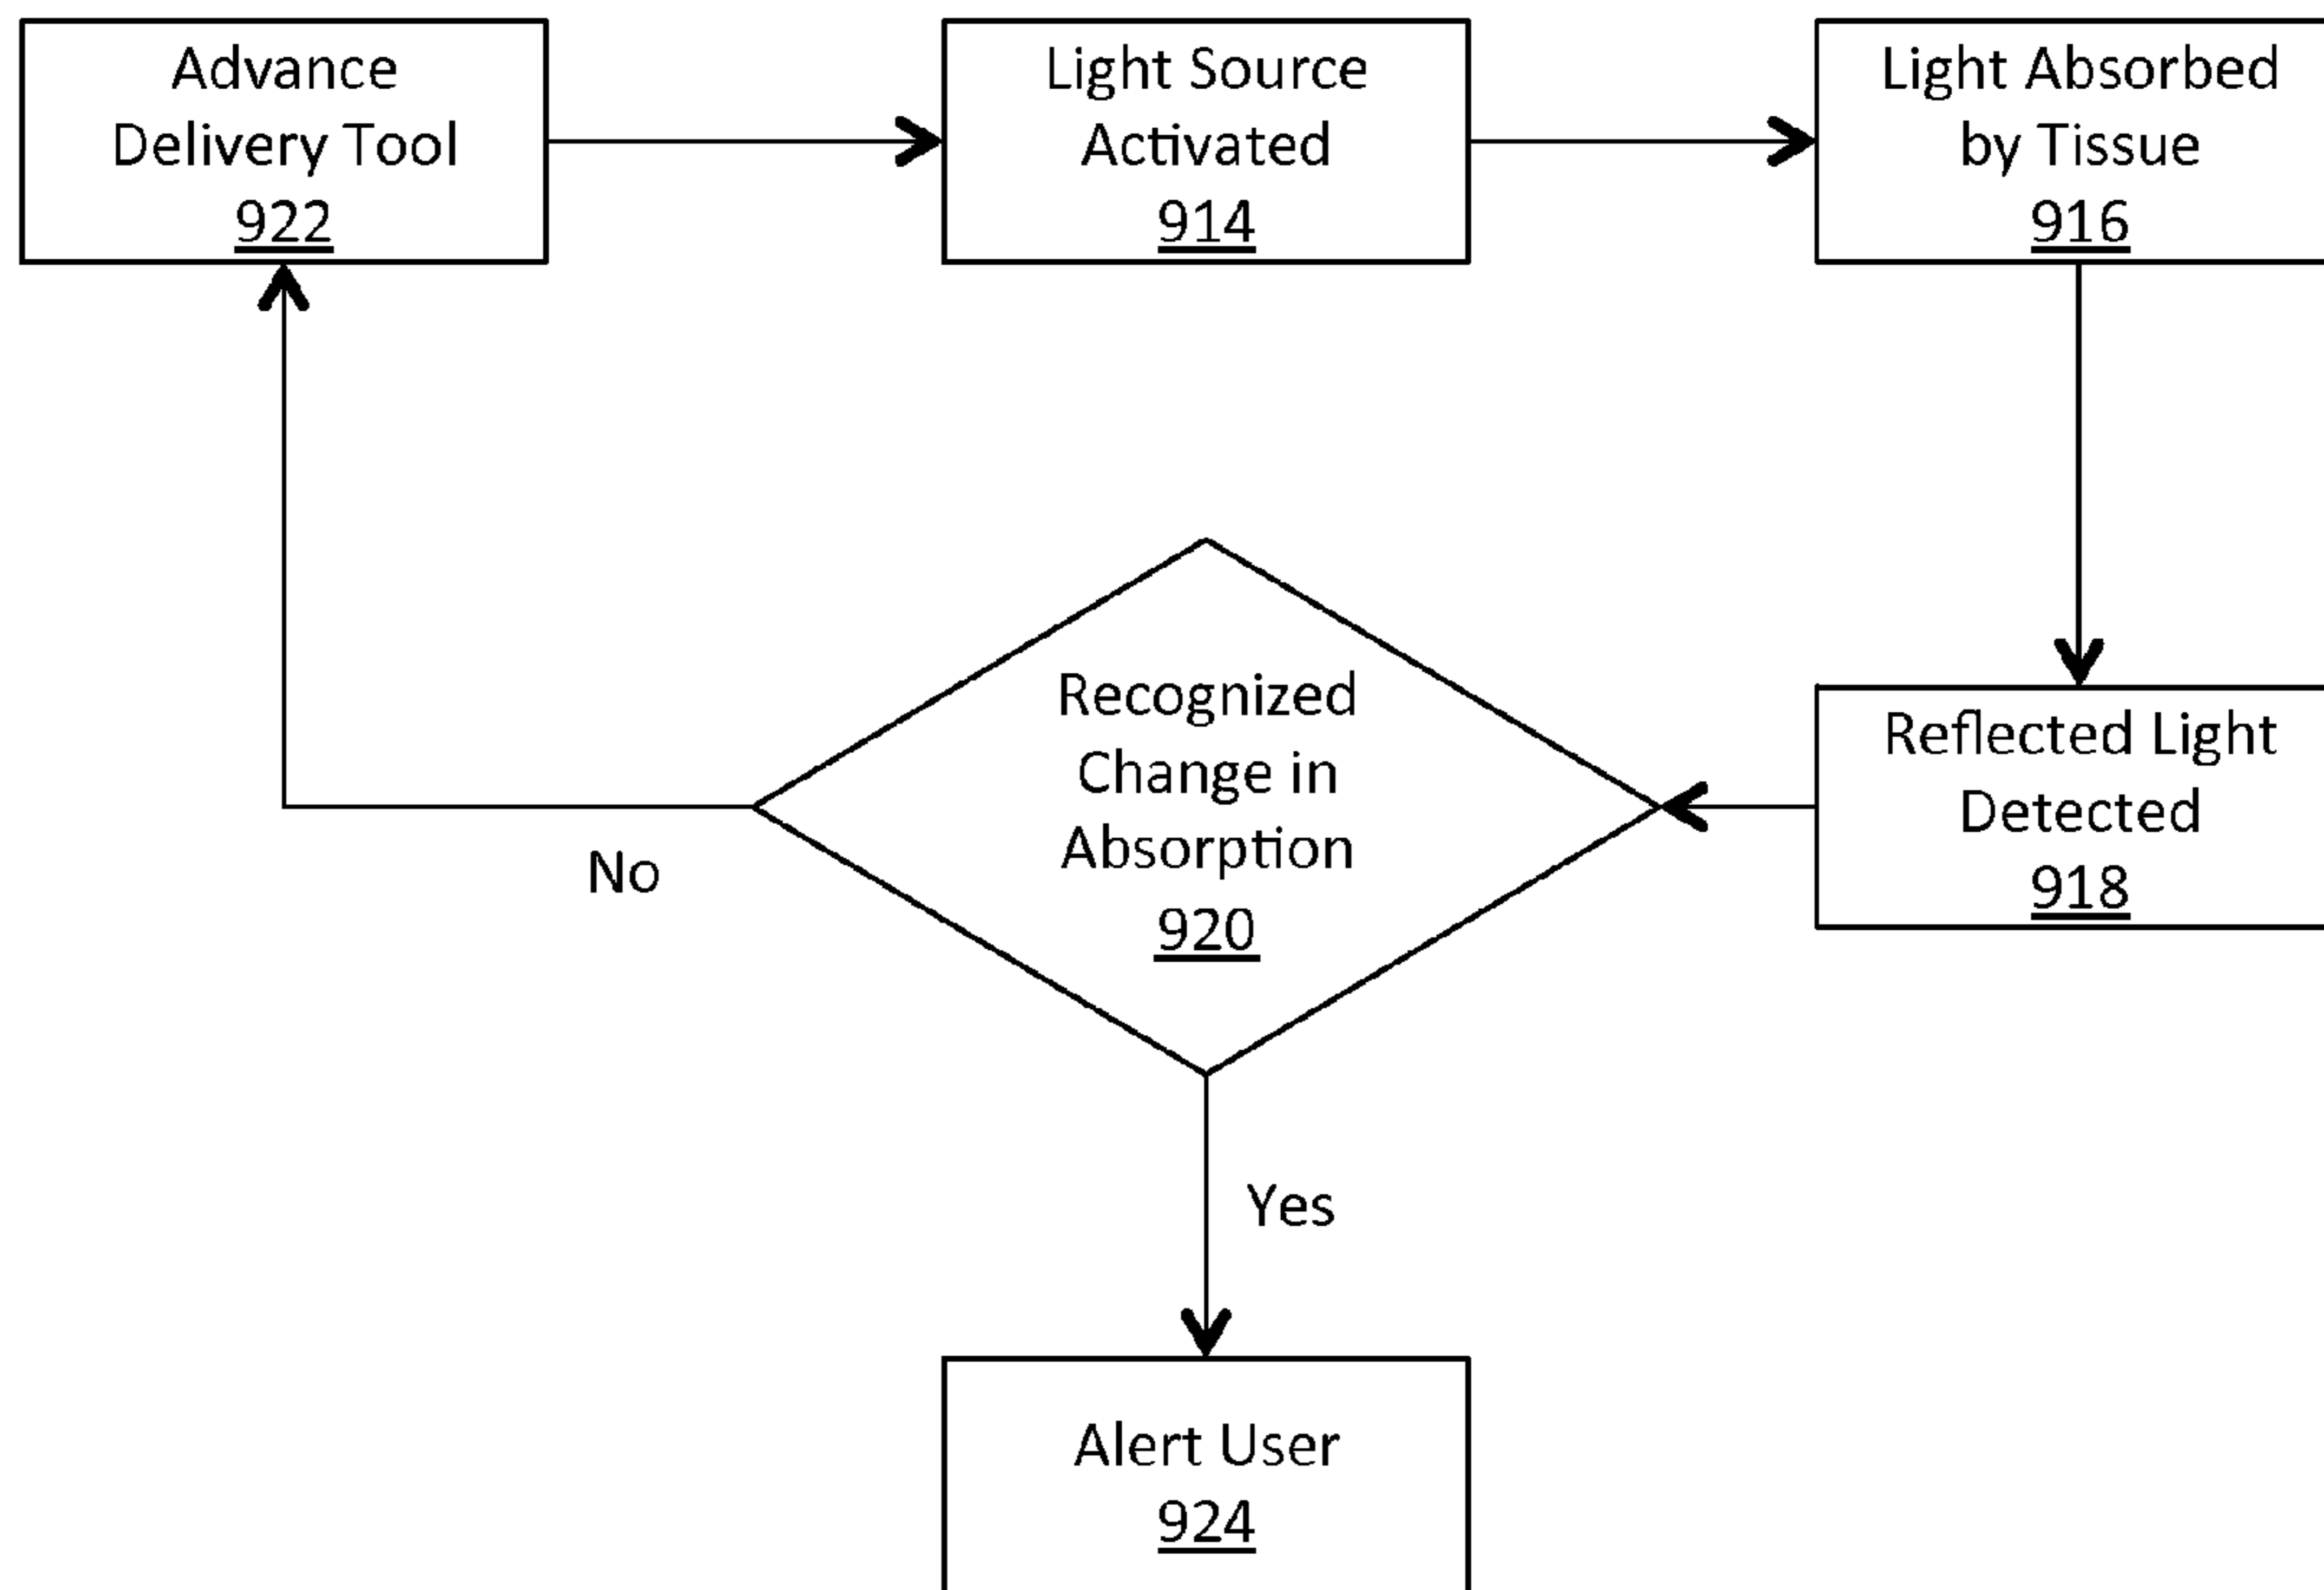 Advance
Delivery Tool
922
Light Source
Activated
914
Light Absorbed
by Tissue
916
Recognized
Change in
Absorption
920
Reflected Light
Detected
918
No
Yes
Alert User
924